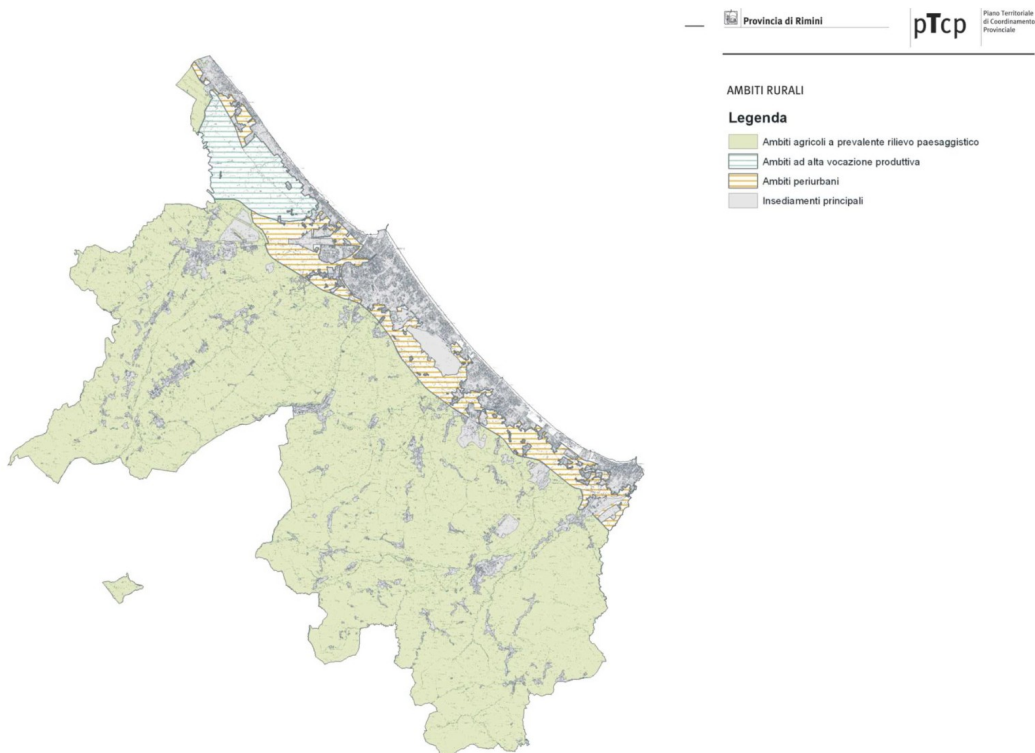 Provincia di Rimini
pTcp
Piano Territoriale
di Coordinamento
Provinciale
AMBITI RURALI
Legenda
Ambiti agricoli a prevalente rilievo paesaggistico
Ambiti ad alta vocazione produttiva
Ambiti periurbani
Insediamenti principali